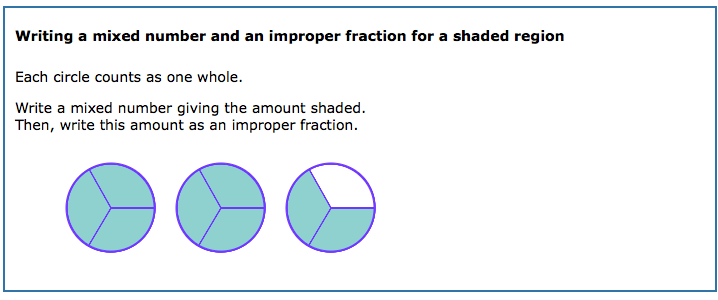 Writing a mixed number and an improper fraction for a shaded region
Each circle counts as one whole.
Write a mixed number giving the amount shaded.
Then, write this amount as an improper fraction.